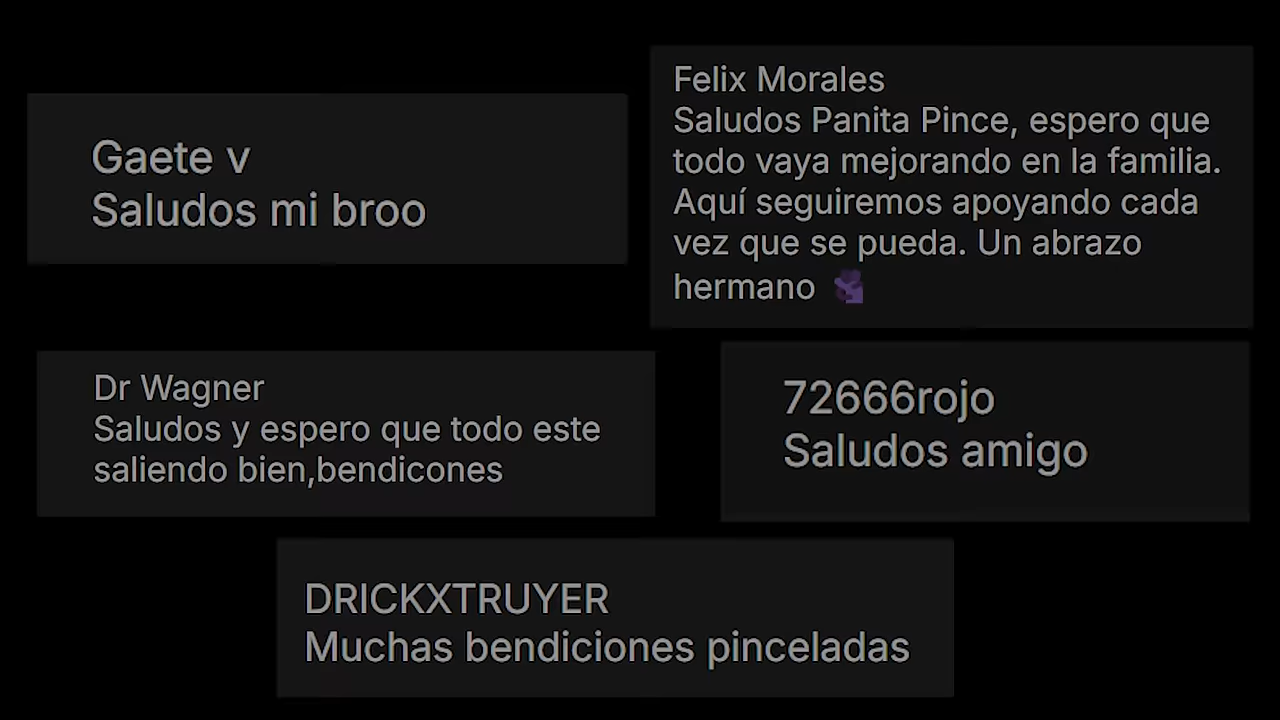 Gaete v
Saludos mi broo
Felix Morales
Saludos Panita Pince, espero que
todo vaya mejorando en la familia.
Aquí seguiremos apoyando cada
vez que se pueda. Un abrazo
hermano
Dr Wagner
Saludos y espero que todo este
saliendo bien,bendicones
72666rojo
Saludos amigo
DRICKXTRUYER
Muchas bendiciones pinceladas